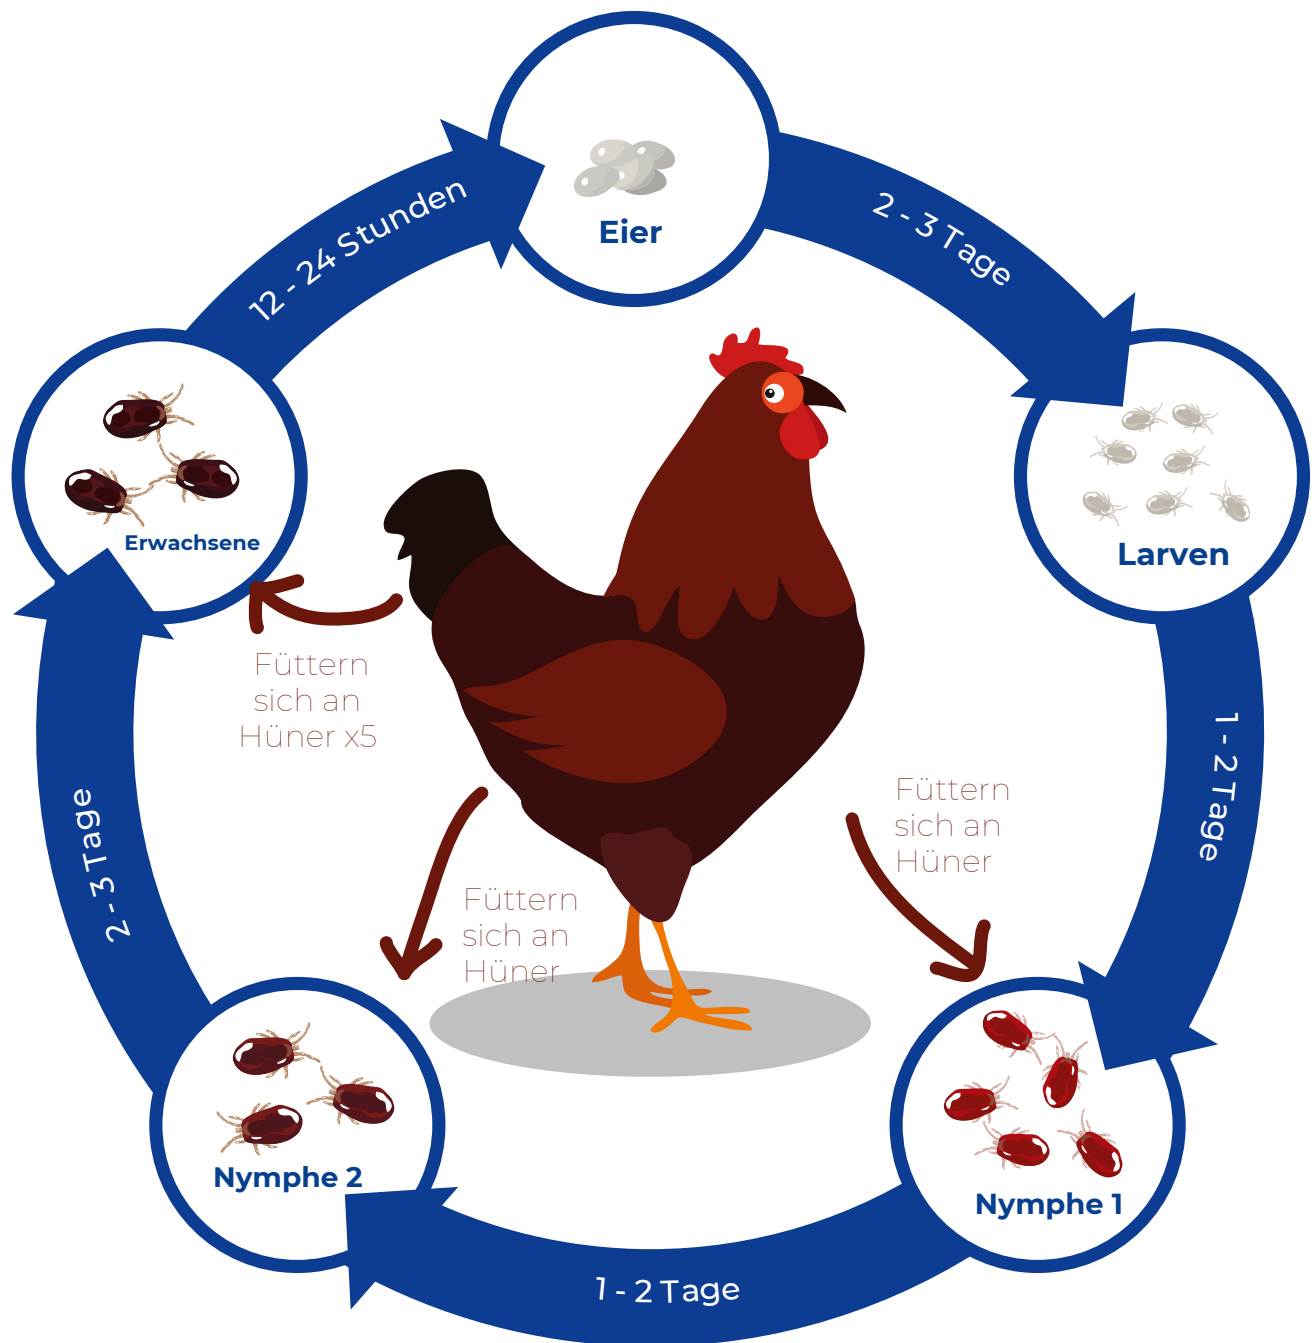 Eier
2 - 3 Tage
Larven
1 - 2 Tage
Füttern
sich an
Hüner
Nymphe 1
1 - 2 Tage
Nymphe 2
Füttern
sich an
Hüner
2 - 3 Tage
Erwachsene
Füttern
sich an
Hüner x5
12 - 24 Stunden